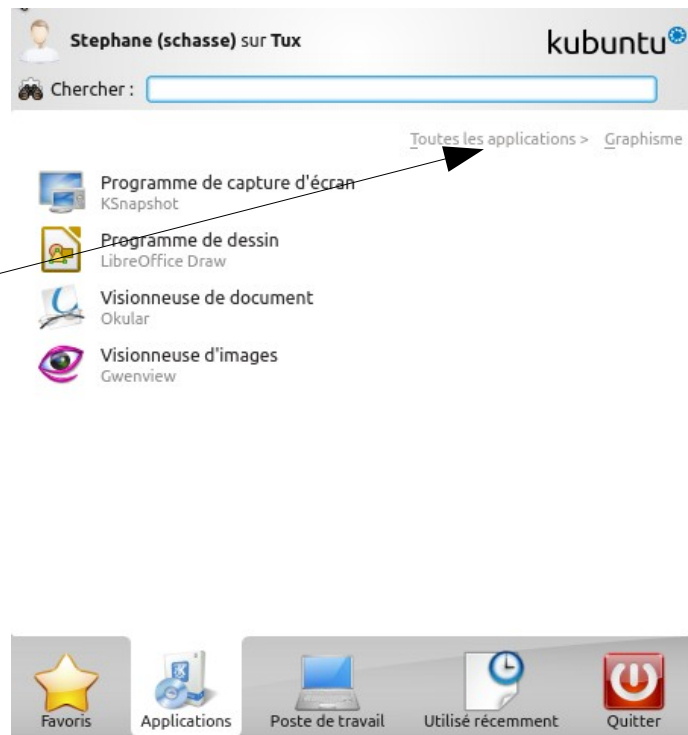 Stephane (schasse) sur Tux
kubuntu
Chercher :
Toutes les applications > Graphisme
Programme de capture d'écran
KSnapshot
Programme de dessin
LibreOffice Draw
Visionneuse de document
Okular
Visionneuse d'images
Gwenview
Favoris
Applications
Poste de travail
Utilisé récemment
Quitter